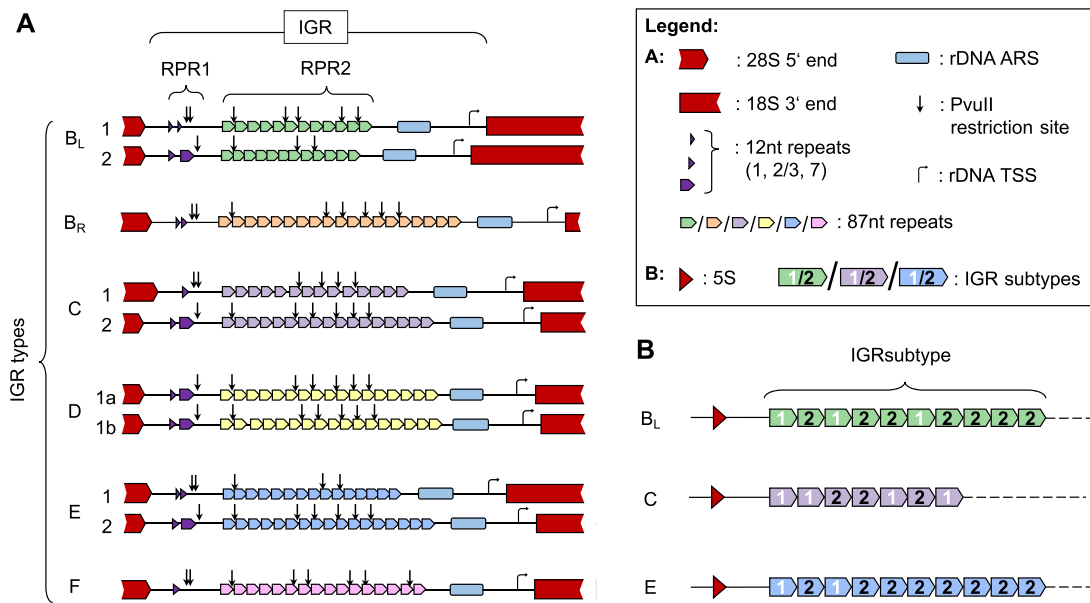 A
IGR
RPR1
RPR2
IGR types
BL
1
2
BR
C
1
2
D
1a
1b
E
1
2
F
Legend:
A:
: 28S 5‘ end
: rDNA ARS
: 18S 3‘ end
: PvuII
restriction site
: 12nt repeats
(1, 2/3, 7)
: rDNA TSS
/ / / / / : 87nt repeats
B:
: 5S
1/2 / 1/2 / 1/2 : IGR subtypes
B
IGRsubtype
BL
1 2 1 2 2 1 2 2 2 2
C
1 1 2 2 1 2 1
E
1 2 1 2 2 2 2 2 2 2